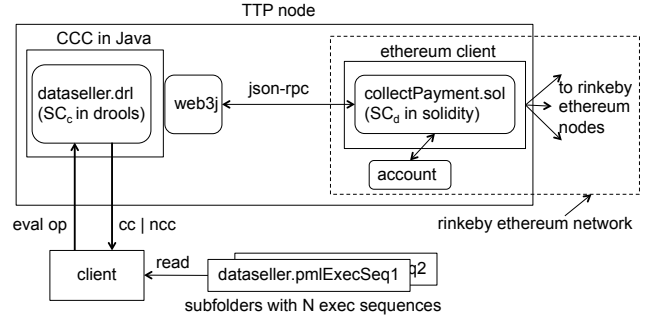 TTP node
CCC in Java
ethereum client
dataseller.drl
(SCc in drools)
web3j
json-rpc
collectPayment.sol
(SCd in solidity)
to rinkeby
ethereum
nodes
account
eval op
cc | ncc
rinkeby ethereum network
client
read
dataseller.pmlExecSeq1
q2
subfolders with N exec sequences